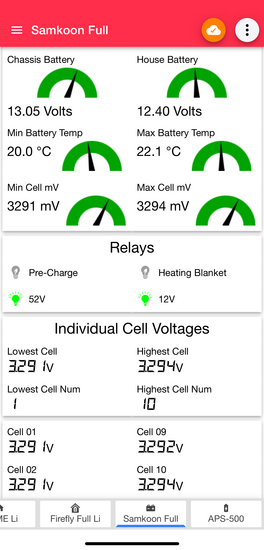 Samkoon Full
Chassis Battery House Battery
13.05 Volts 12.40 Volts
Min Battery Temp Max Battery Temp
20.0 °C 22.1 °C
Min Cell mV Max Cell mV
3291 mV 3294 mV
Relays
Pre-Charge Heating Blanket
52V 12V
Individual Cell Voltages
Lowest Cell Highest Cell
3.291V 3.294V
Lowest Cell Num Highest Cell Num
1 10
Cell 01 Cell 09
3.291V 3.292V
Cell 02 Cell 10
3.291V 3.294V
ME Li Firefly Full Li Samkoon Full APS-500